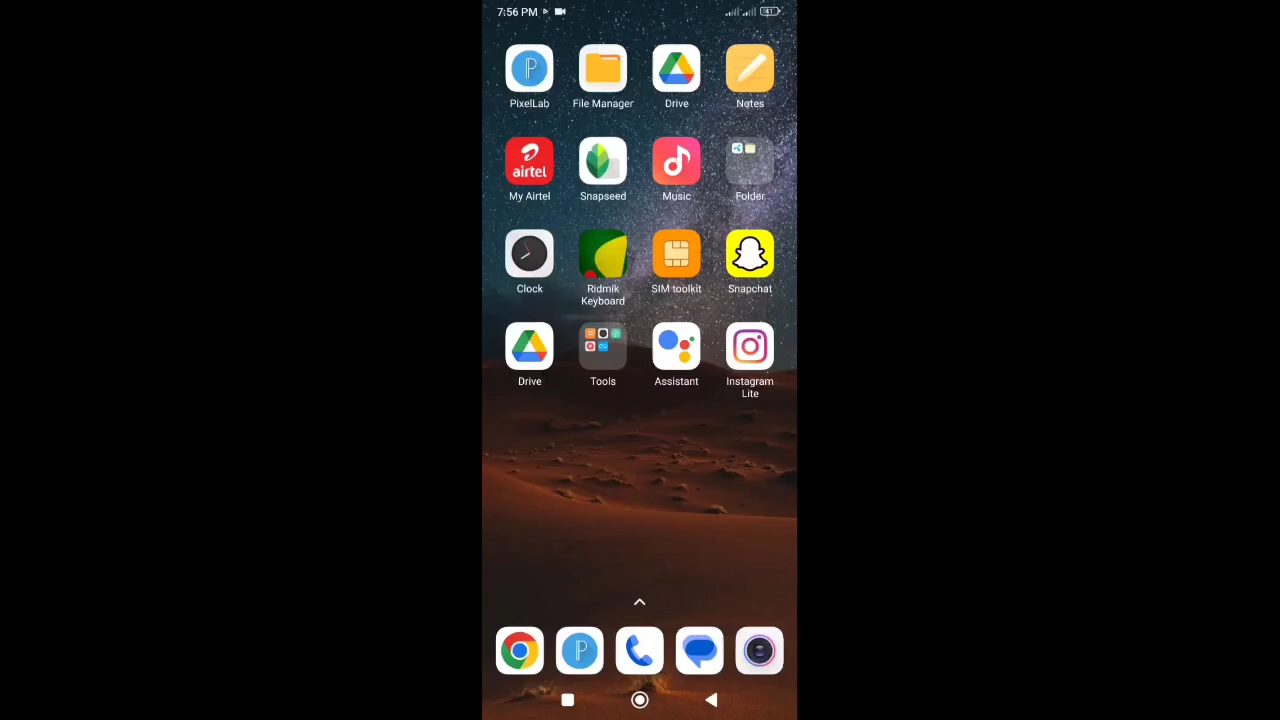 7:56 PM
41
PixelLab
File Manager
Drive
Notes
airtel
My Airtel
Snapseed
Music
Folder
Clock
Ridmik
Keyboard
SIM toolkit
Snapchat
Drive
Tools
Assistant
Instagram
Lite